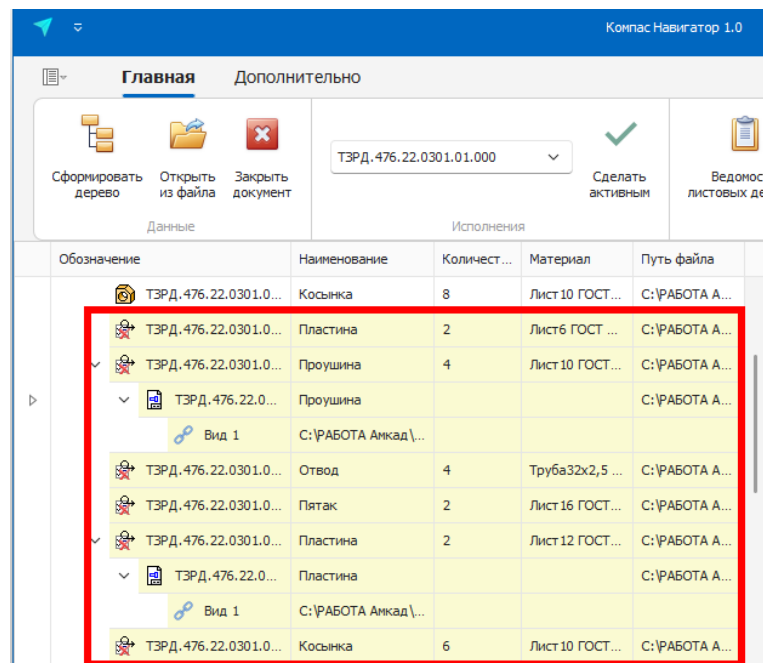 Компас Навигатор 1.0
Главная Дополнительно
Сформировать дерево
Открыть из файла
Закрыть документ
Данные
ТЗРД.476.22.0301.01.000
Сделать активным
Исполнения
Ведомос
листовых де
Обозначение Наименование Количест... Материал Путь файла
ТЗРД.476.22.0301.0... Косынка 8 Лист10 ГОСТ... C:\РАБОТА А...
ТЗРД.476.22.0301.0... Пластина 2 Лист6 ГОСТ ... C:\РАБОТА А...
ТЗРД.476.22.0301.0... Проушина 4 Лист10 ГОСТ... C:\РАБОТА А...
ТЗРД.476.22.0... Проушина C:\РАБОТА А...
Вид 1 C:\РАБОТА Амкад\...
ТЗРД.476.22.0301.0... Отвод 4 Труба32х2,5 ... C:\РАБОТА А...
ТЗРД.476.22.0301.0... Пятак 2 Лист16 ГОСТ... C:\РАБОТА А...
ТЗРД.476.22.0301.0... Пластина 2 Лист12 ГОСТ... C:\РАБОТА А...
ТЗРД.476.22.0... Пластина C:\РАБОТА А...
Вид 1 C:\РАБОТА Амкад\...
ТЗРД.476.22.0301.0... Косынка 6 Лист10 ГОСТ... C:\РАБОТА А...